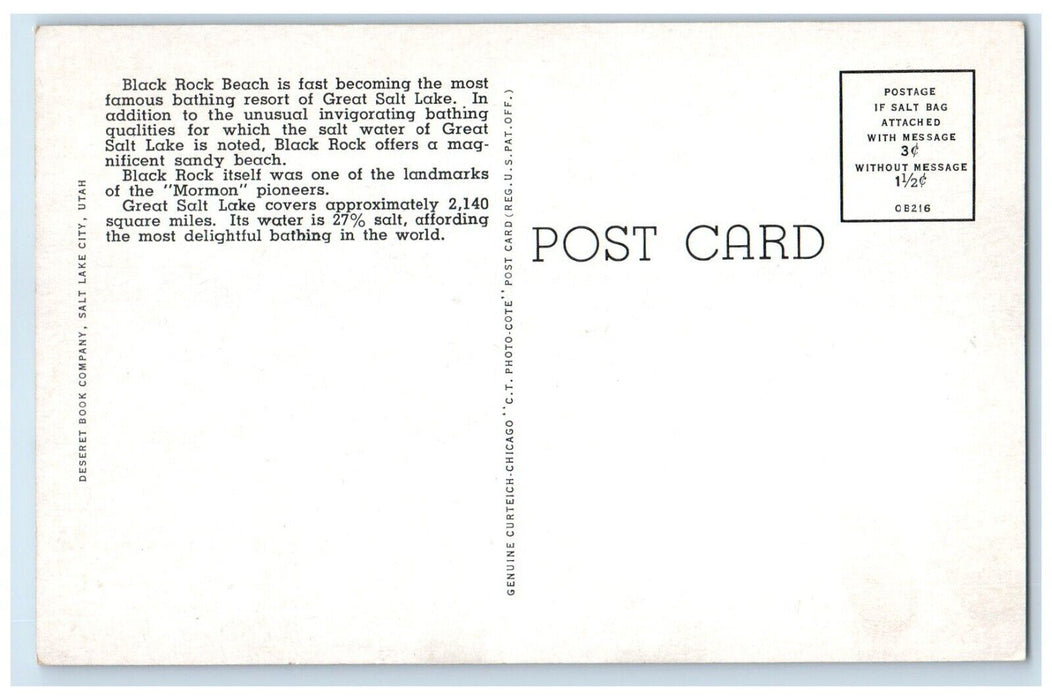 Black Rock Beach is fast becoming the most
famous bathing resort of Great Salt Lake. In
addition to the unusual invigorating bathing
qualities for which the salt water of Great
Salt Lake is noted, Black Rock offers a mag-
nificent sandy beach.
Black Rock itself was one of the landmarks
of the "Mormon" pioneers.
Great Salt Lake covers approximately 2,140
square miles. Its water is 27% salt, affording
the most delightful bathing in the world.
DESERET BOOK COMPANY, SALT LAKE CITY, UTAH
GENUINE CURTEICH-CHICAGO "C.T. PHOTO-COTE" POST CARD (REG. U.S. PAT. OFF.)
POST CARD
POSTAGE
IF SALT BAG
ATTACHED
WITH MESSAGE
3¢
WITHOUT MESSAGE
1½¢
OB216